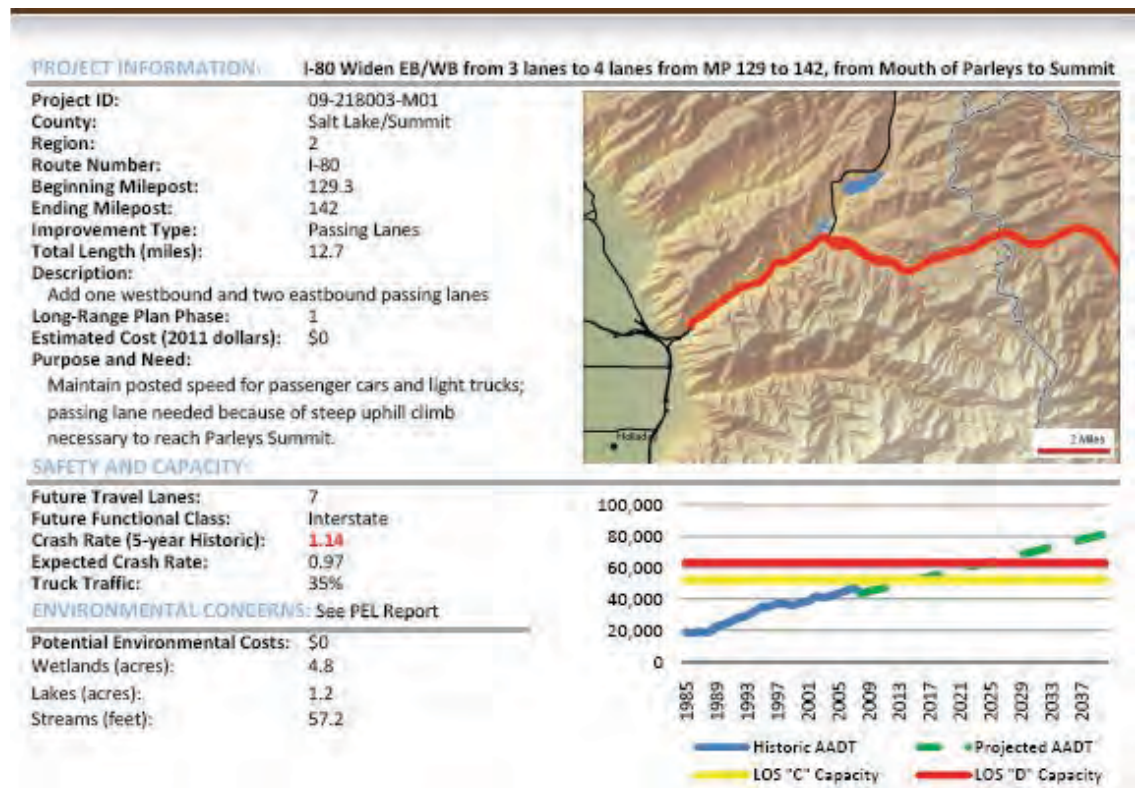 PROJECT INFORMATION: I-80 Widen EB/WB from 3 lanes to 4 lanes from MP 129 to 142, from Mouth of Parleys to Summit
Project ID: 09-218003-M01
County: Salt Lake/Summit
Region: 2
Route Number: I-80
Beginning Milepost: 129.3
Ending Milepost: 142
Improvement Type: Passing Lanes
Total Length (miles): 12.7
Description:
Add one westbound and two eastbound passing lanes
Long-Range Plan Phase: 1
Estimated Cost (2011 dollars): $0
Purpose and Need:
Maintain posted speed for passenger cars and light trucks;
passing lane needed because of steep uphill climb
necessary to reach Parleys Summit.
Holladay
2 Miles
SAFETY AND CAPACITY:
Future Travel Lanes: 7
Future Functional Class: Interstate
Crash Rate (5-year Historic): 1.14
Expected Crash Rate: 0.97
Truck Traffic: 35%
ENVIRONMENTAL CONCERNS: See PEL Report
Potential Environmental Costs: $0
Wetlands (acres): 4.8
Lakes (acres): 1.2
Streams (feet): 57.2
100,000
80,000
60,000
40,000
20,000
0
1985 1989 1993 1997 2001 2005 2009 2013 2017 2021 2025 2029 2033 2037
Historic AADT Projected AADT
LOS "C" Capacity LOS "D" Capacity